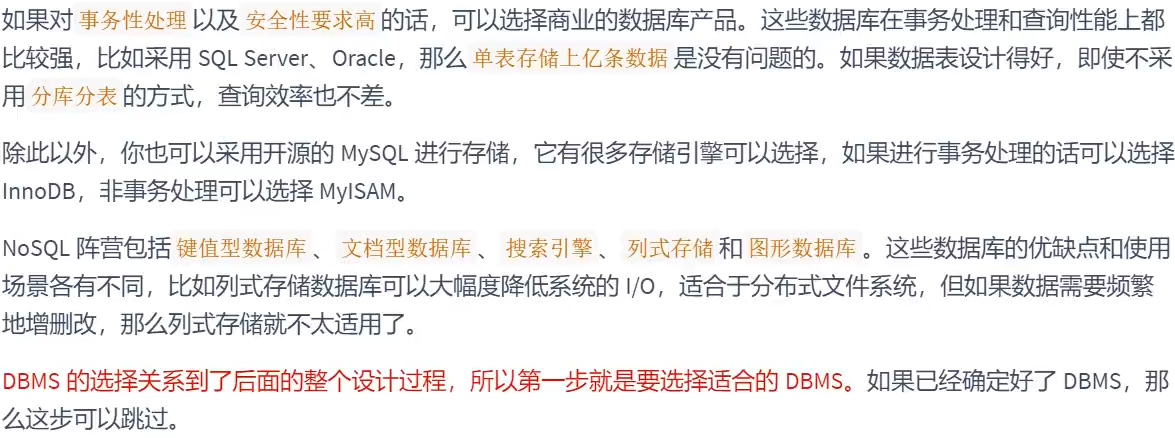 如果对 事务性处理 以及 安全性要求高 的话，可以选择商业的数据库产品。这些数据库在事务处理和查询性能上都
比较强，比如采用 SQL Server、Oracle，那么 单表存储上亿条数据 是没有问题的。如果数据表设计得好，即使不采
用 分库分表 的方式，查询效率也不差。
除此以外，你也可以采用开源的 MySQL 进行存储，它有很多存储引擎可以选择，如果进行事务处理的话可以选择
InnoDB，非事务处理可以选择 MyISAM。
NoSQL 阵营包括 键值型数据库 、 文档型数据库 、 搜索引擎 、 列式存储 和 图形数据库 。这些数据库的优缺点和使用
场景各有不同，比如列式存储数据库可以大幅度降低系统的 I/O，适合于分布式文件系统，但如果数据需要频繁
地增删改，那么列式存储就不太适用了。
DBMS 的选择关系到了后面的整个设计过程，所以第一步就是要选择适合的 DBMS。如果已经确定好了 DBMS，那
么这步可以跳过。